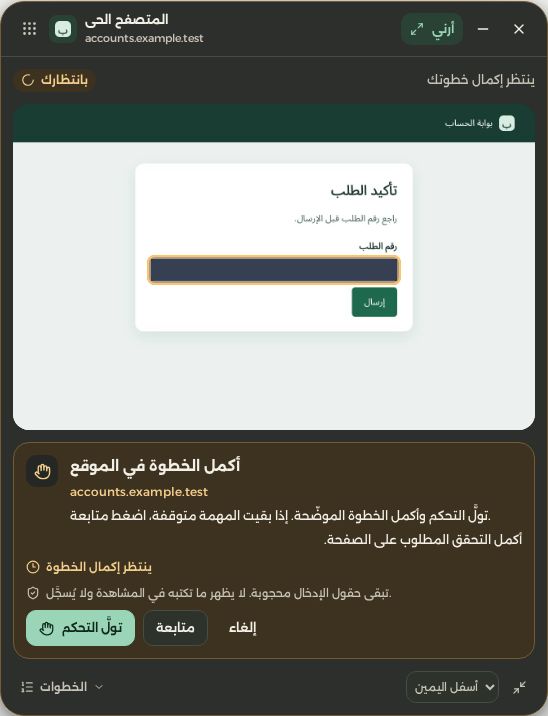 المتصفح الحي
accounts.example.test
أرني
بانتظارك
ينتظر إكمال خطوتك
بوابة الحساب
ب
تأكيد الطلب
راجع رقم الطلب قبل الإرسال.
رقم الطلب
إرسال
أكمل الخطوة في الموقع
accounts.example.test
تولَّ التحكم وأكمل الخطوة الموضّحة. إذا بقيت المهمة متوقفة، اضغط متابعة.
أكمل التحقق المطلوب على الصفحة.
ينتظر إكمال الخطوة
تبقى حقول الإدخال محجوبة. لا يظهر ما تكتبه في المشاهدة ولا يُسجَّل.
تولَّ التحكم
متابعة
إلغاء
الخطوات
أسفل اليمين